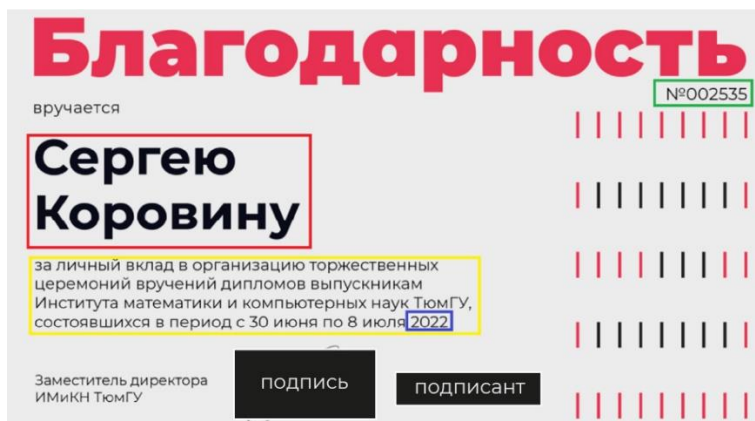 Благодарность
№002535
вручается
Сергею
Коровину
за личный вклад в организацию торжественных
церемоний вручений дипломов выпускникам
Института математики и компьютерных наук ТюмГУ,
состоявшихся в период с 30 июня по 8 июля 2022
Заместитель директора
ИМиКН ТюмГУ
подпись
подписант